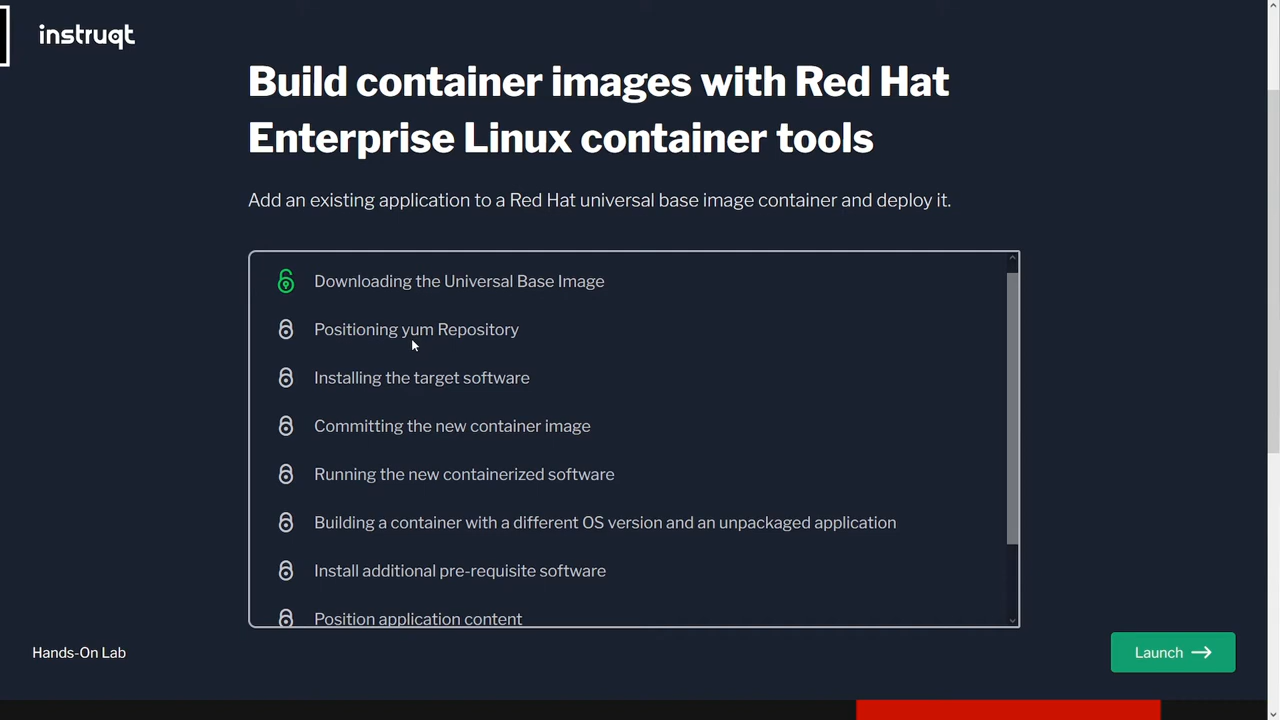 instruqt
Build container images with Red Hat
Enterprise Linux container tools
Add an existing application to a Red Hat universal base image container and deploy it.
Downloading the Universal Base Image
Positioning yum Repository
Installing the target software
Committing the new container image
Running the new containerized software
Building a container with a different OS version and an unpackaged application
Install additional pre-requisite software
Position application content
Hands-On Lab
Launch →